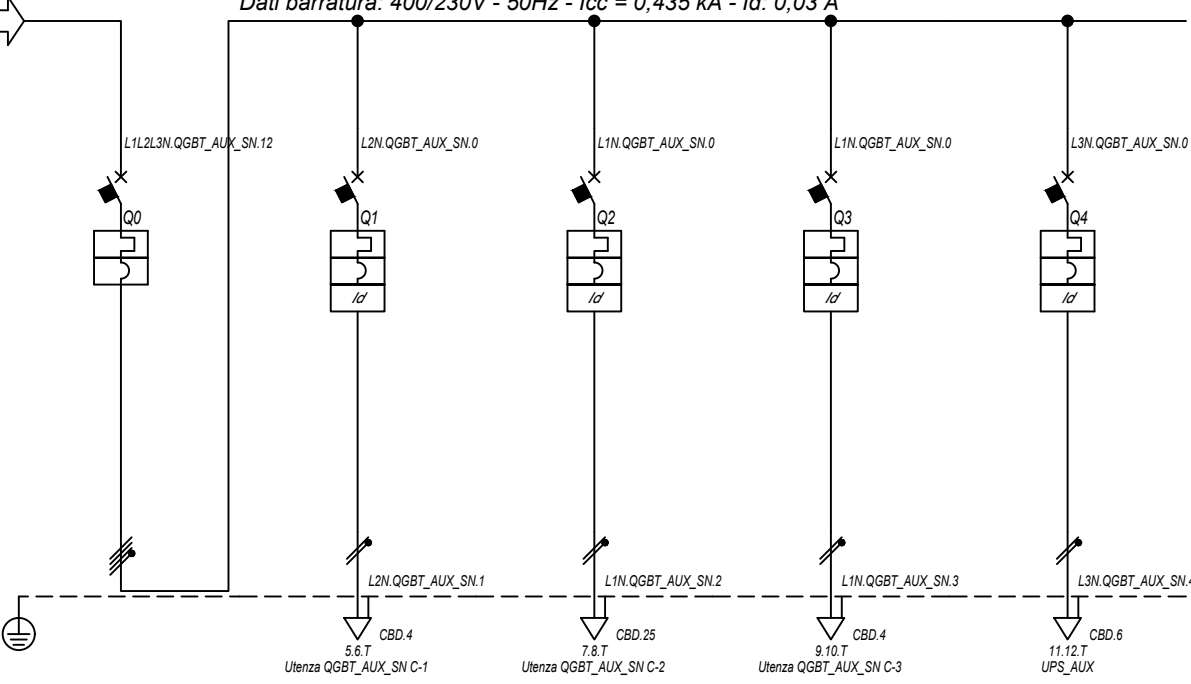 Dati barratura: 400/230V - 50Hz - Icc = 0,435 kA - Id: 0,03 A
L1L2L3N.QGBT_AUX_SN.12
L2N.QGBT_AUX_SN.0
L1N.QGBT_AUX_SN.0
L1N.QGBT_AUX_SN.0
L3N.QGBT_AUX_SN.0
Q0
Q1
Q2
Q3
Q4
Id
Id
Id
Id
L2N.QGBT_AUX_SN.1
L1N.QGBT_AUX_SN.2
L1N.QGBT_AUX_SN.3
L3N.QGBT_AUX_SN.4
CBD.4
CBD.25
CBD.4
CBD.6
5.6.T
7.8.T
9.10.T
11.12.T
Utenza QGBT_AUX_SN C-1
Utenza QGBT_AUX_SN C-2
Utenza QGBT_AUX_SN C-3
UPS_AUX